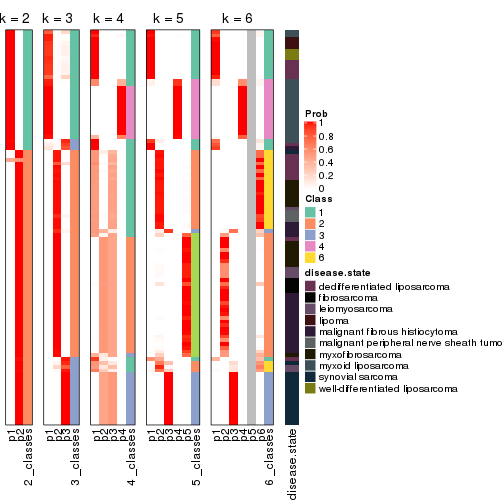 k = 2
k = 3
k = 4
k = 5
k = 6
Prob
1
0.8
0.6
0.4
0.2
0
Class
1
2
3
4
6
disease.state
dedifferentiated liposarcoma
fibrosarcoma
leiomyosarcoma
lipoma
malignant fibrous histiocytoma
malignant peripheral nerve sheath tumo
myxofibrosarcoma
myxoid liposarcoma
synovial sarcoma
well-differentiated liposarcoma
p1
p2
2_classes
p1
p2
p3
3_classes
p1
p2
p3
p4
4_classes
p1
p2
p3
p4
p5
5_classes
p1
p2
p3
p4
p5
p6
6_classes
disease.state